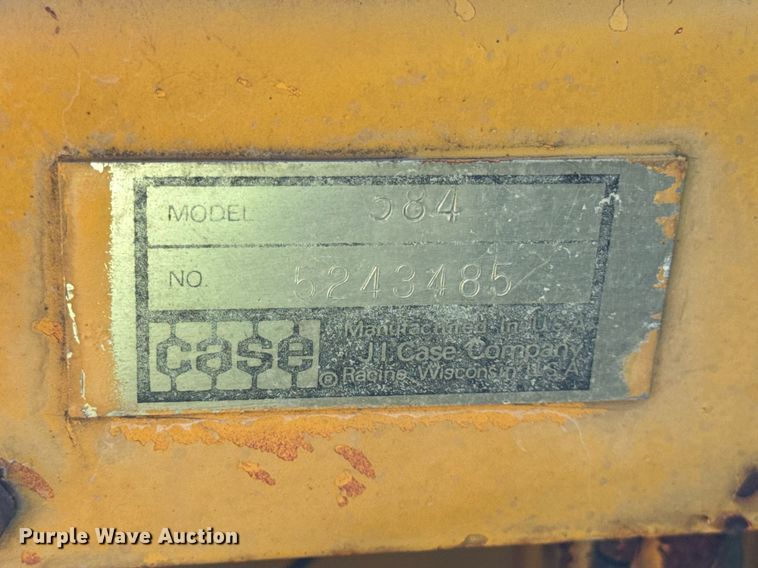 MODEL 584
NO. 5243485
case
Manufactured in U.S.A.
J I Case Company
© Racine, Wisconsin U.S.A.
Purple Wave Auction